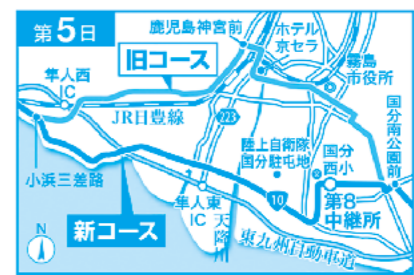 第5日
鹿児島神宮前
ホテル
京セラ
旧コース
霧島
市役所
隼人西
IC
JR日豊線
223
国分南公園前
陸上自衛隊
国分駐屯地
国分
西小
小浜三差路
第8
中継所
隼人東
IC
天降川
10
新コース
東九州自動車道
N